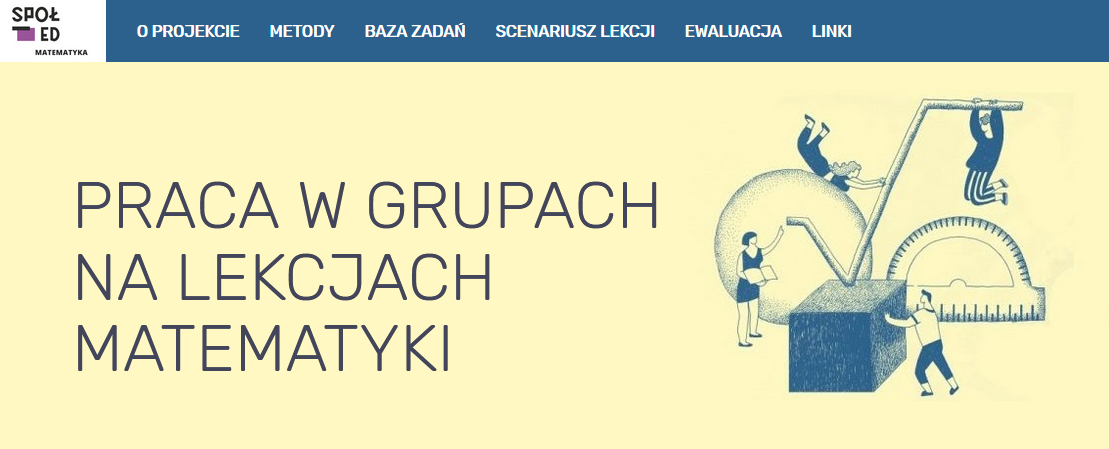 SPOŁ
ED
MATEMATYKA
O PROJEKCIE METODY BAZA ZADAŃ SCENARIUSZ LEKCJI EWALUACJA LINKI
PRACA W GRUPACH
NA LEKCJACH
MATEMATYKI